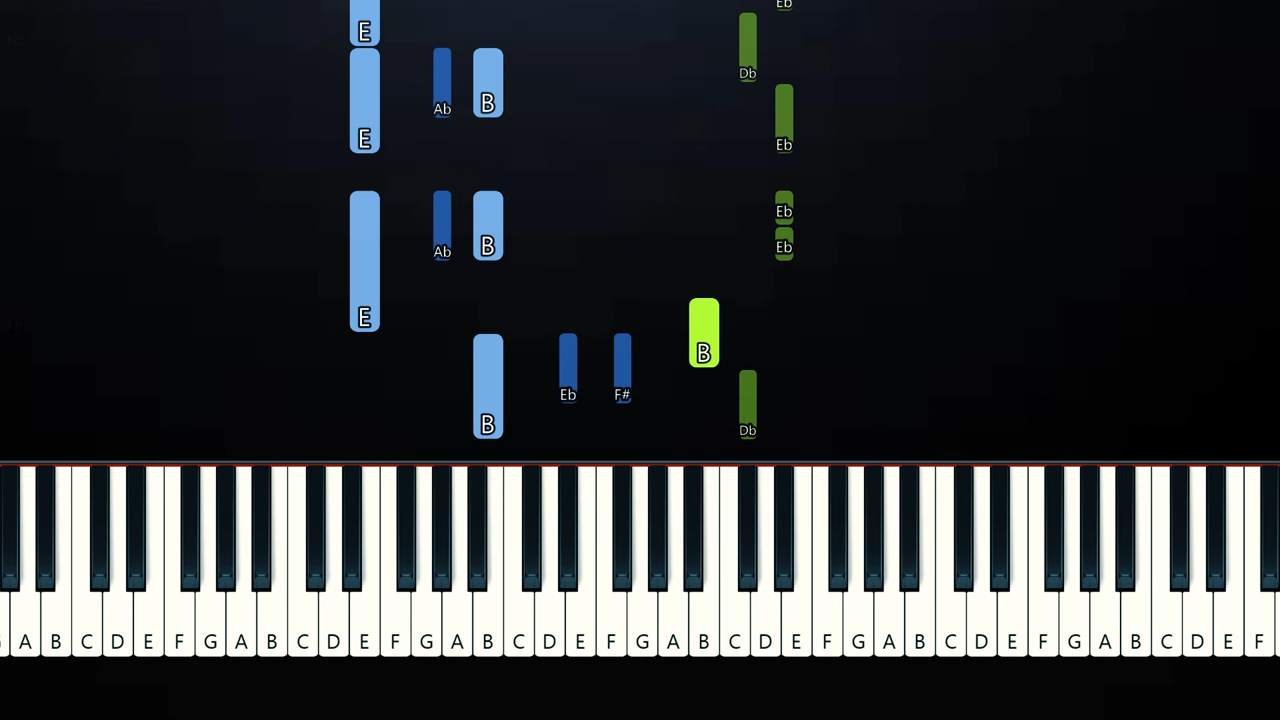 Eb
E
Db
Ab B
E Eb
Eb
Ab B Eb
E
B
Eb F#
B Db
A B C D E F G A B C D E F G A B C D E F G A B C D E F G A B C D E F G A B C D E F